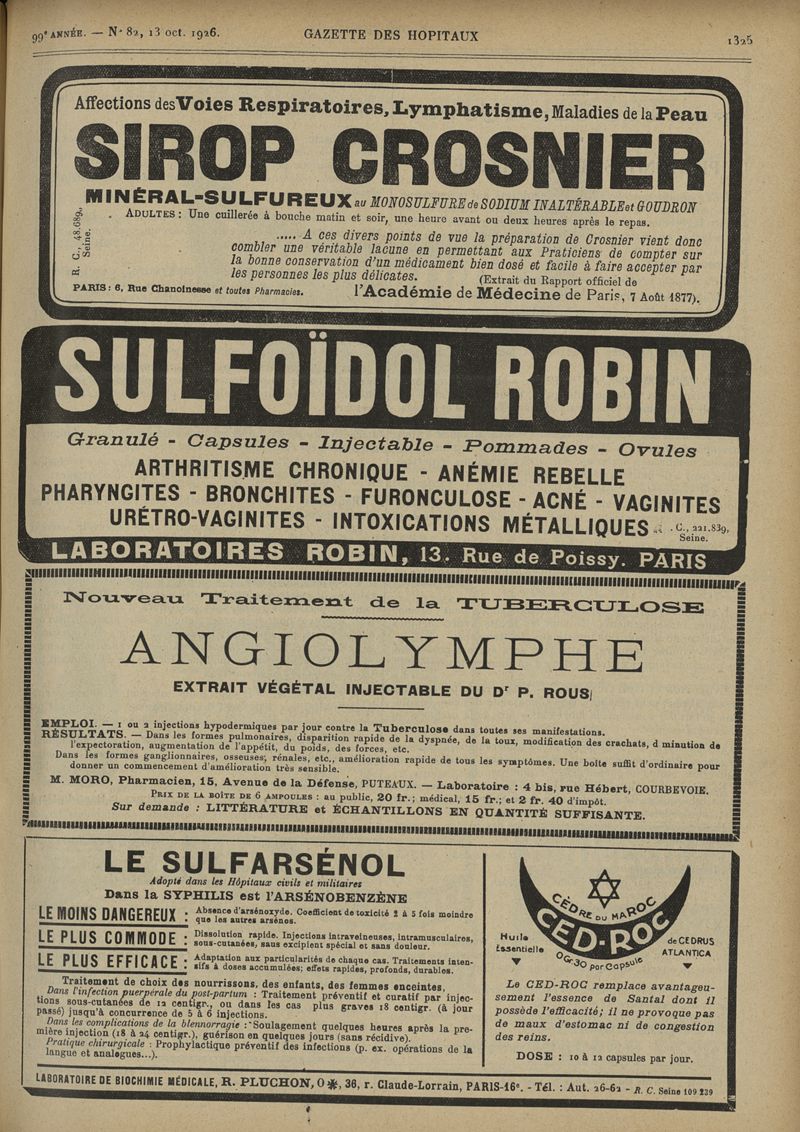 99e ANNÉE. — N° 82, 13 oct. 1926.
GAZETTE DES HOPITAUX
1325
Affections des Voies Respiratoires, Lymphatisme, Maladies de la Peau
SIROP CROSNIER
MINÉRAL-SULFUREUX au MONOSULFURE de SODIUM INALTÉRABLE et GOUDRON
ADULTES : Une cuillerée à bouche matin et soir, une heure avant ou deux heures après le repas.
R. C., 48.689,
Seine.
..... A ces divers points de vue la préparation de Crosnier vient donc
combler une véritable lacune en permettant aux Praticiens de compter sur
la bonne conservation d'un médicament bien dosé et facile à faire accepter par
les personnes les plus délicates.
(Extrait du Rapport officiel de
PARIS : 6, Rue Chanoinesse et toutes Pharmacies.
l'Académie de Médecine de Paris, 7 Août 1877).
SULFOÏDOL ROBIN
Granulé - Capsules - Injectable - Pommades - Ovules
ARTHRITISME CHRONIQUE - ANÉMIE REBELLE
PHARYNGITES - BRONCHITES - FURONCULOSE - ACNÉ - VAGINITES
URÉTRO-VAGINITES - INTOXICATIONS MÉTALLIQUES
. C., 221.839,
Seine.
LABORATOIRES ROBIN, 13. Rue de Poissy. PARIS
Nouveau Traitement de la TUBERCULOSE
ANGIOLYMPHE
EXTRAIT VÉGÉTAL INJECTABLE DU Dr P. ROUS
EMPLOI. — 1 ou 2 injections hypodermiques par jour contre la Tuberculose dans toutes ses manifestations.
RÉSULTATS. — Dans les formes pulmonaires, disparition rapide de la dyspnée, de la toux, modification des crachats, d minution de
l'expectoration, augmentation de l'appétit, du poids, des forces, etc.
Dans les formes ganglionnaires, osseuses, rénales, etc., amélioration rapide de tous les symptômes. Une boîte suffit d'ordinaire pour
donner un commencement d'amélioration très sensible.
M. MORO, Pharmacien, 15, Avenue de la Défense, PUTEAUX. — Laboratoire : 4 bis, rue Hébert, COURBEVOIE.
PRIX DE LA BOÎTE DE 6 AMPOULES : au public, 20 fr.; médical, 15 fr.; et 2 fr. 40 d'impôt.
Sur demande : LITTÉRATURE et ÉCHANTILLONS EN QUANTITÉ SUFFISANTE.
LE SULFARSÉNOL
Adopté dans les Hôpitaux civils et militaires
Dans la SYPHILIS est l'ARSÉNOBENZÈNE
LE MOINS DANGEREUX : Absence d'arsénoxyde. Coefficient de toxicité 2 à 5 fois moindre
que les autres arsénos.
LE PLUS COMMODE : Dissolution rapide. Injections intraveineuses, intramusculaires,
sous-cutanées, sans excipient spécial et sans douleur.
LE PLUS EFFICACE : Adaptation aux particularités de chaque cas. Traitements inten-
sifs à doses accumulées; effets rapides, profonds, durables.
Traitement de choix des nourrissons, des enfants, des femmes enceintes,
Dans l'infection puerpérale du post-partum : Traitement préventif et curatif par injec-
tions sous-cutanées de 12 centigr., ou dans les cas plus graves 18 centigr. (à jour
passé) jusqu'à concurrence de 5 à 6 injections.
Dans les complications de la blennorragie : Soulagement quelques heures après la pre-
mière injection (18 à 24 centigr.), guérison en quelques jours (sans récidive).
Pratique chirurgicale : Prophylactique préventif des infections (p. ex. opérations de la
langue et analogues...).
CÈDRE DU MAROC
CED-ROC
0 Gr. 30 par Capsule
Huile
Essentielle
de CEDRUS
ATLANTICA
Le CED-ROC remplace avantageu-
sement l'essence de Santal dont il
possède l'efficacité; il ne provoque pas
de maux d'estomac ni de congestion
des reins.
DOSE : 10 à 12 capsules par jour.
LABORATOIRE DE BIOCHIMIE MÉDICALE, R. PLUCHON, O ✻, 36, r. Claude-Lorrain, PARIS-16e. - Tél. : Aut. 26-62 - R. C. Seine 109 239